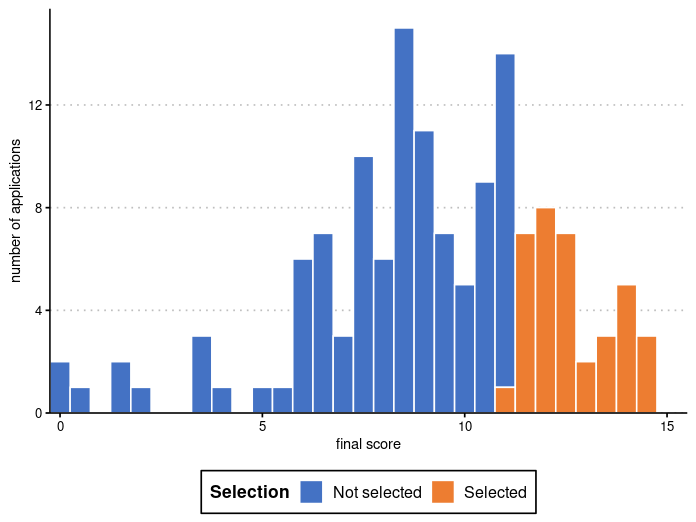 number of applications
12
8
4
0
0 5 10 15
final score
Selection Not selected Selected